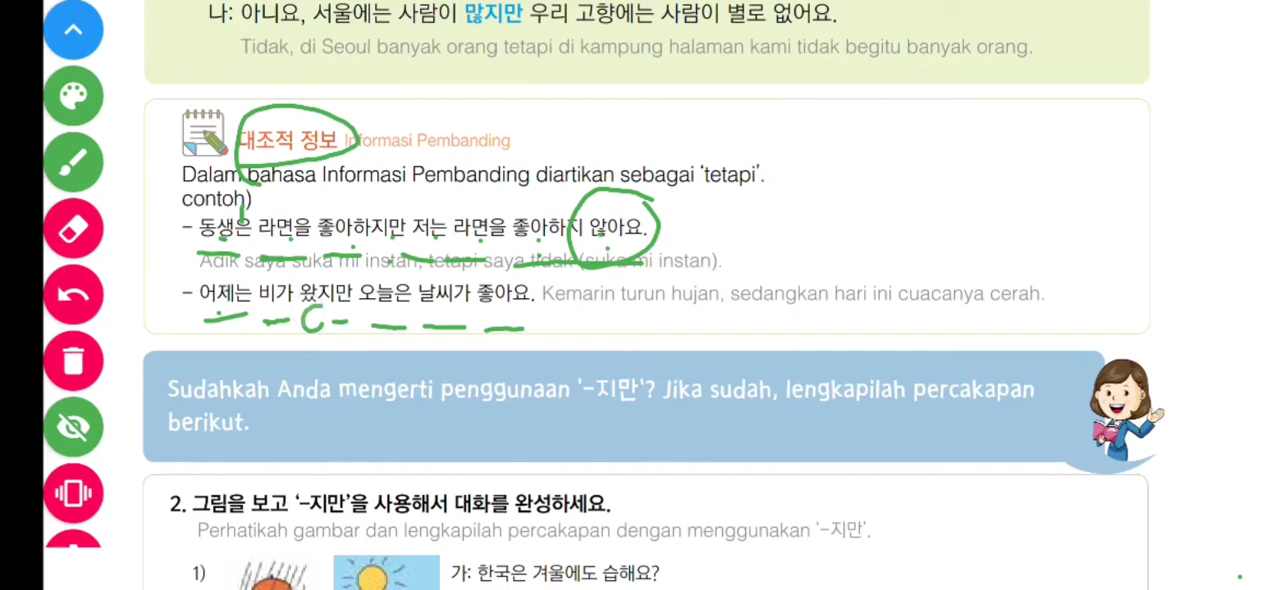 나: 아니요, 서울에는 사람이 많지만 우리 고향에는 사람이 별로 없어요.
Tidak, di Seoul banyak orang tetapi di kampung halaman kami tidak begitu banyak orang.
대조적 정보 Informasi Pembanding
Dalam bahasa Informasi Pembanding diartikan sebagai ‘tetapi’.
contoh)
– 동생은 라면을 좋아하지만 저는 라면을 좋아하지 않아요.
Adik saya suka mi instan, tetapi saya tidak (suka mi instan).
– 어제는 비가 왔지만 오늘은 날씨가 좋아요. Kemarin turun hujan, sedangkan hari ini cuacanya cerah.
Sudahkah Anda mengerti penggunaan '-지만'? Jika sudah, lengkapilah percakapan
berikut.
2. 그림을 보고 ‘-지만’을 사용해서 대화를 완성하세요.
Perhatikah gambar dan lengkapilah percakapan dengan menggunakan ‘-지만’.
1) 가: 한국은 겨울에도 습해요?